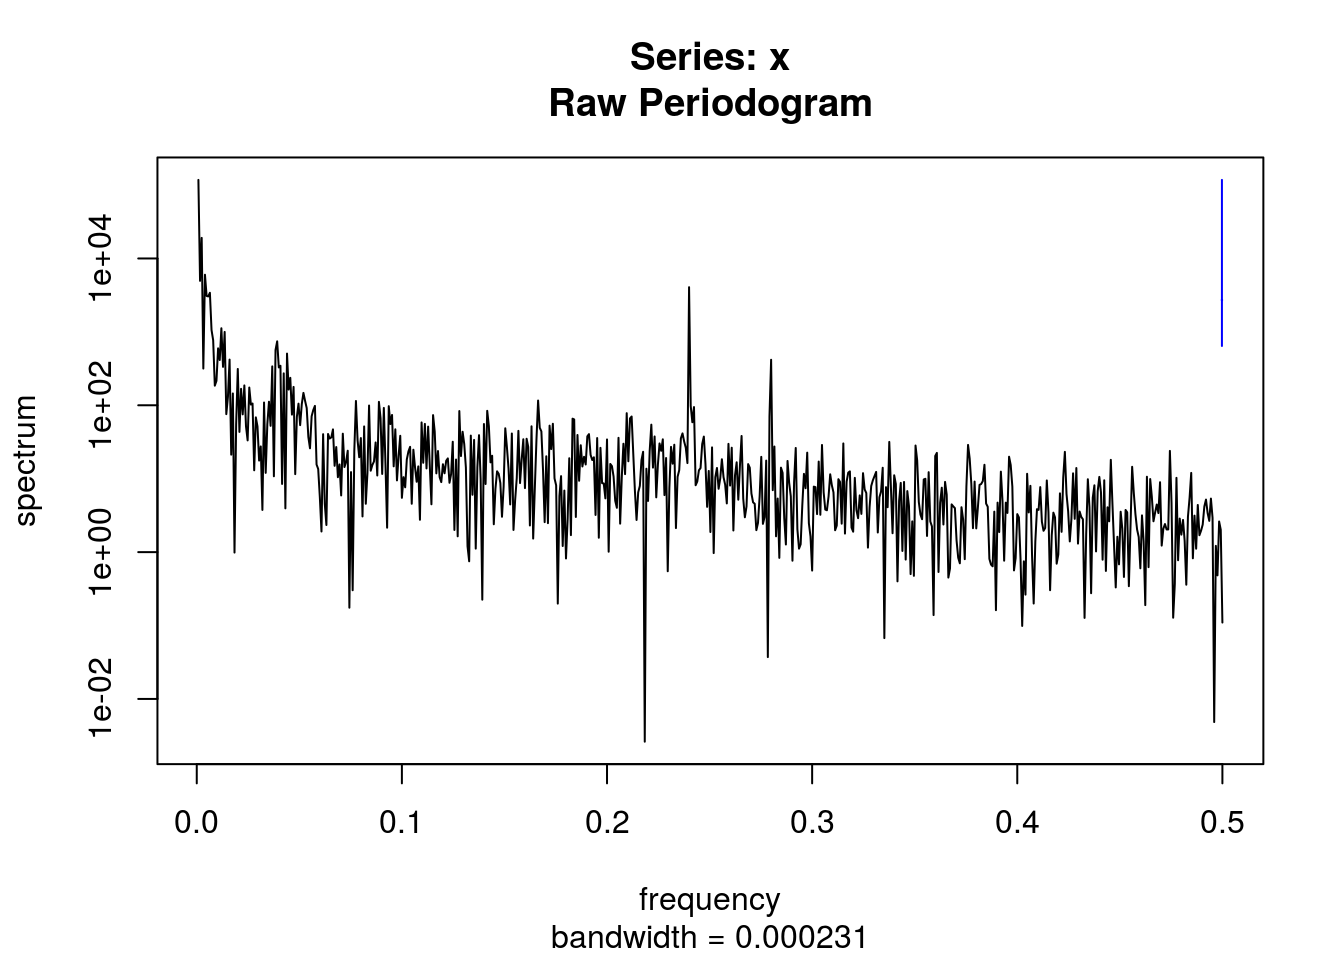 Series: x
Raw Periodogram
spectrum
1e+04
1e+02
1e+00
1e-02
0.0 0.1 0.2 0.3 0.4 0.5
frequency
bandwidth = 0.000231